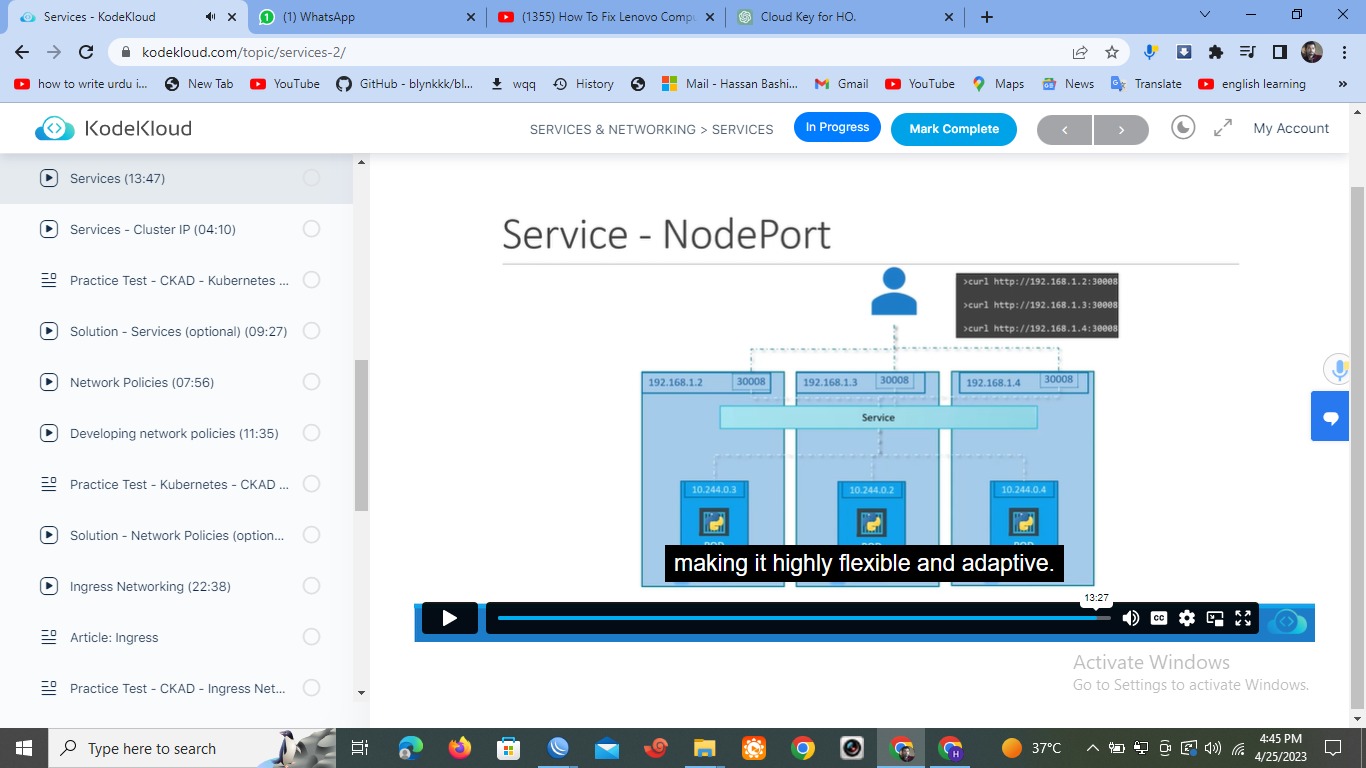 Services - KodeKloud
(1) WhatsApp
(1355) How To Fix Lenovo Compu
Cloud Key for HO.
kodekloud.com/topic/services-2/
how to write urdu i...
New Tab
YouTube
GitHub - blynkkk/bl...
wqq
History
Mail - Hassan Bashi...
Gmail
YouTube
Maps
News
Translate
english learning
»
KodeKloud
SERVICES & NETWORKING > SERVICES
In Progress
Mark Complete
My Account
Services (13:47)
Services - Cluster IP (04:10)
Practice Test - CKAD - Kubernetes ...
Solution - Services (optional) (09:27)
Network Policies (07:56)
Developing network policies (11:35)
Practice Test - Kubernetes - CKAD ...
Solution - Network Policies (option...
Ingress Networking (22:38)
Article: Ingress
Practice Test - CKAD - Ingress Net...
Service - NodePort
>curl http://192.168.1.2:30008
>curl http://192.168.1.3:30008
>curl http://192.168.1.4:30008
192.168.1.2 30008
192.168.1.3 30008
192.168.1.4 30008
Service
10.244.0.3
10.244.0.2
10.244.0.4
making it highly flexible and adaptive.
13:27
CC
Activate Windows
Go to Settings to activate Windows.
Type here to search
H
37°C
4:45 PM
4/25/2023